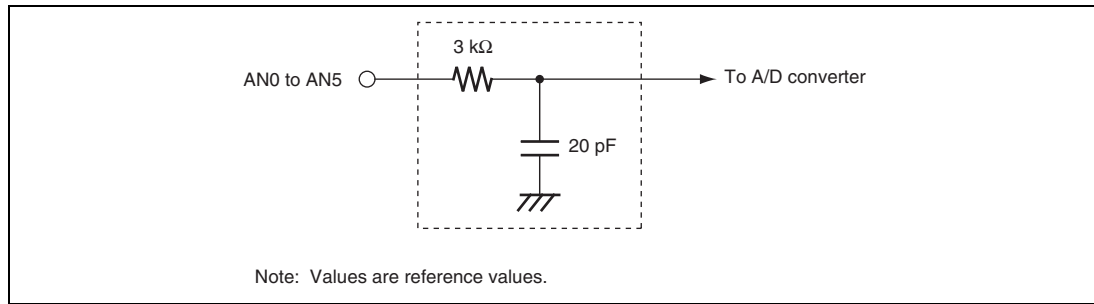 3 kΩ
AN0 to AN5
To A/D converter
20 pF
Note: Values are reference values.